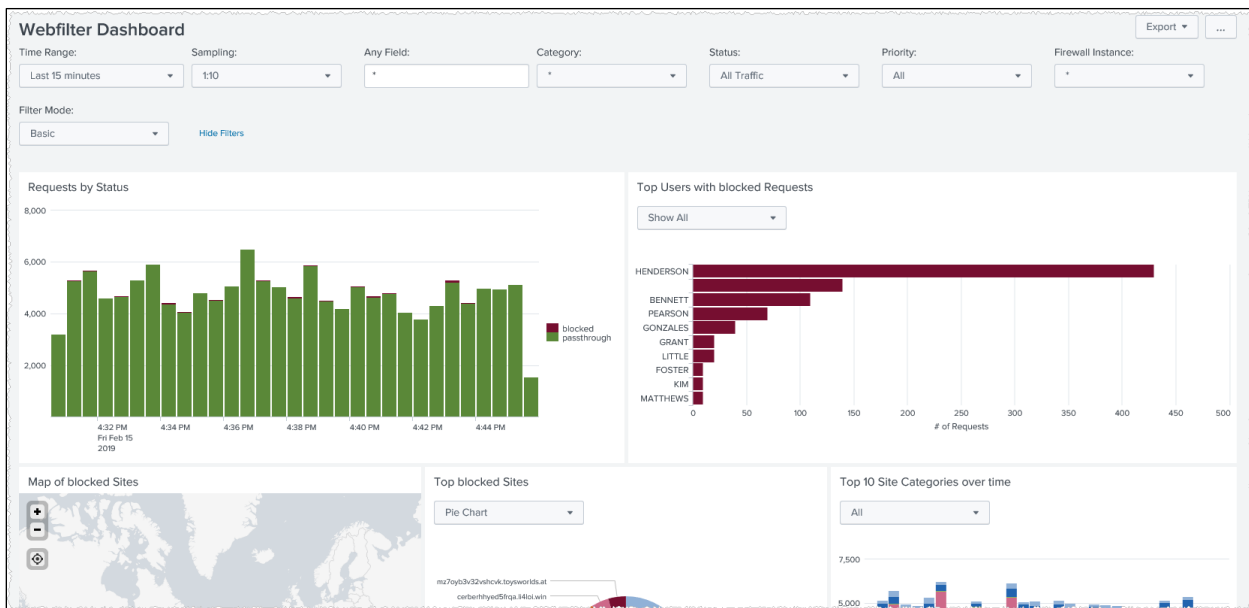 Webfilter Dashboard
Export
...
Time Range:
Sampling:
Any Field:
Category:
Status:
Priority:
Firewall Instance:
Last 15 minutes
1:10
*
*
All Traffic
All
*
Filter Mode:
Basic
Hide Filters
Requests by Status
8,000
6,000
4,000
2,000
4:32 PM
Fri Feb 15
2019
4:34 PM
4:36 PM
4:38 PM
4:40 PM
4:42 PM
4:44 PM
blocked
passthrough
Top Users with blocked Requests
Show All
HENDERSON
BENNETT
PEARSON
GONZALES
GRANT
LITTLE
FOSTER
KIM
MATTHEWS
0
50
100
150
200
250
300
350
400
450
500
# of Requests
Map of blocked Sites
+
-
Top blocked Sites
Pie Chart
mz7oyb3v32vshcvk.toysworlds.at
cerberhhyed5frqa.li4loi.win
Top 10 Site Categories over time
All
7,500
5,000